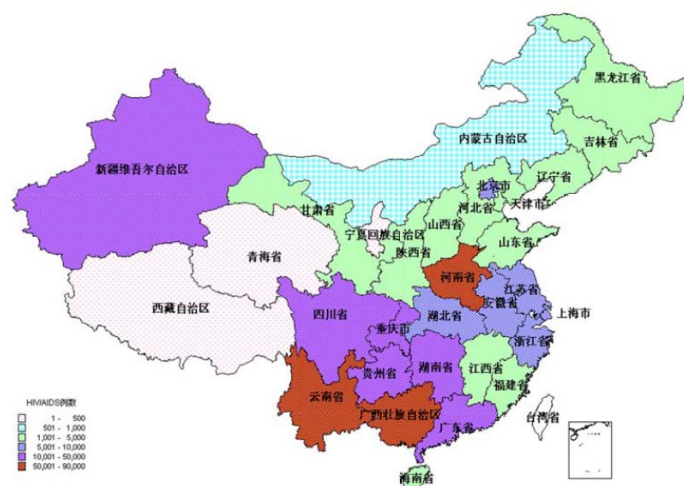 黑龙江省
内蒙古自治区
吉林省
新疆维吾尔自治区
辽宁省
北京市
天津市
河北省
甘肃省
山西省
宁夏回族自治区
山东省
青海省
陕西省
河南省
西藏自治区
江苏省
安徽省
四川省
湖北省
上海市
重庆市
浙江省
湖南省
江西省
贵州省
福建省
云南省
广西壮族自治区
台湾省
广东省
海南省
HIV/AIDS例数
1 - 500
501 - 1,000
1,001 - 5,000
5,001 - 10,000
10,001 - 50,000
50,001 - 90,000